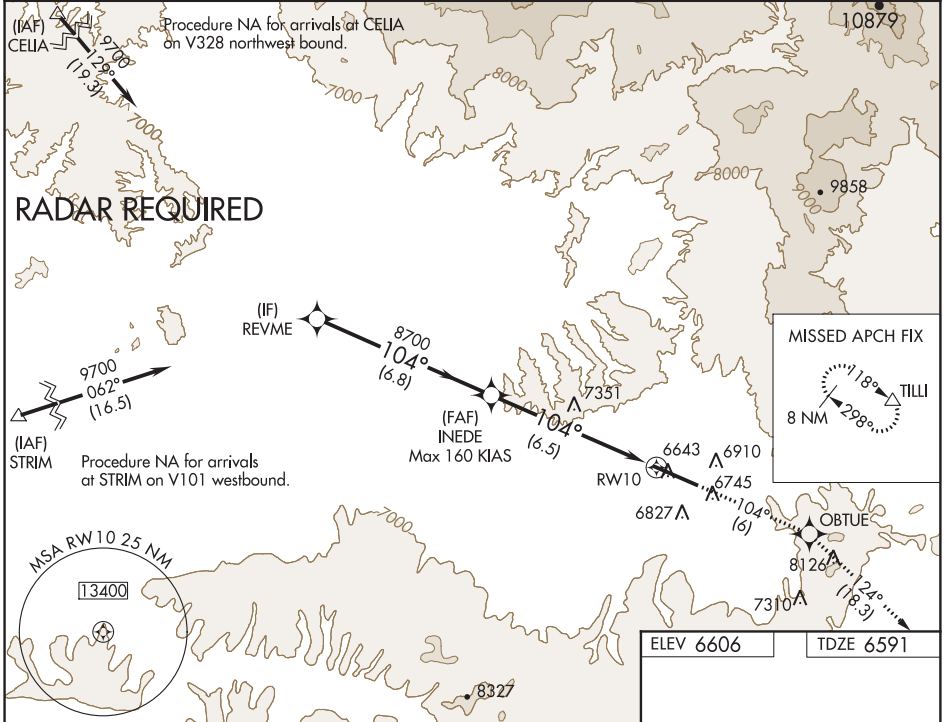 (IAF)
CELIA
Procedure NA for arrivals at CELIA
on V328 northwest bound.
10879
9700
129°
(19.3)
7000
7000
8000
8000
9000
9858
RADAR REQUIRED
(IF)
REVME
8700
104°
(6.8)
9700
062°
(16.5)
(IAF)
STRIM
Procedure NA for arrivals
at STRIM on V101 westbound.
(FAF)
INEDE
Max 160 KIAS
104°
(6.5)
7351
MISSED APCH FIX
118°
TILLI
8 NM
298°
RW10
6643
6910
6745
6827
104°
(6)
OBTUE
8126
7310
124°
(18.3)
7000
MSA RW10 25 NM
13400
8327
ELEV 6606
TDZE 6591